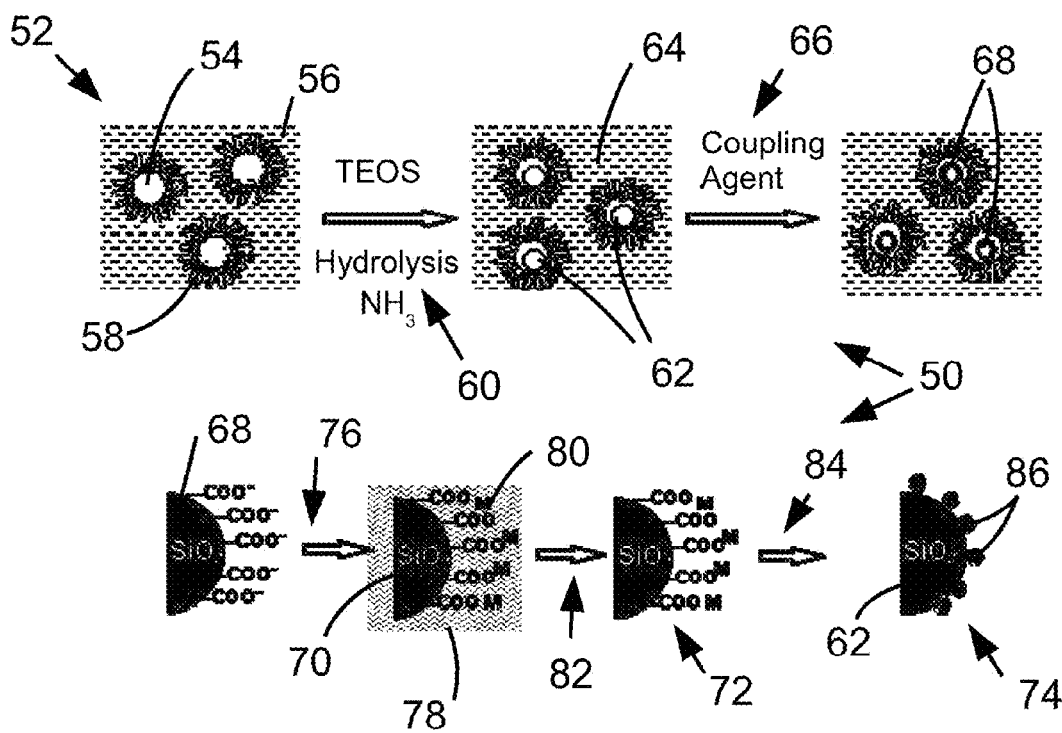 52
54
56
64
66
68
TEOS
Hydrolysis
NH3
Coupling
Agent
58
60
62
50
68
76
80
84
86
COO-
COO-
COO-
COO-
COO-
SiO
COO M
COO
COO M
COO M
COO M
SiO
COO M
COO
COO M
COO M
COO M
SiO
SiO
70
78
82
72
62
74